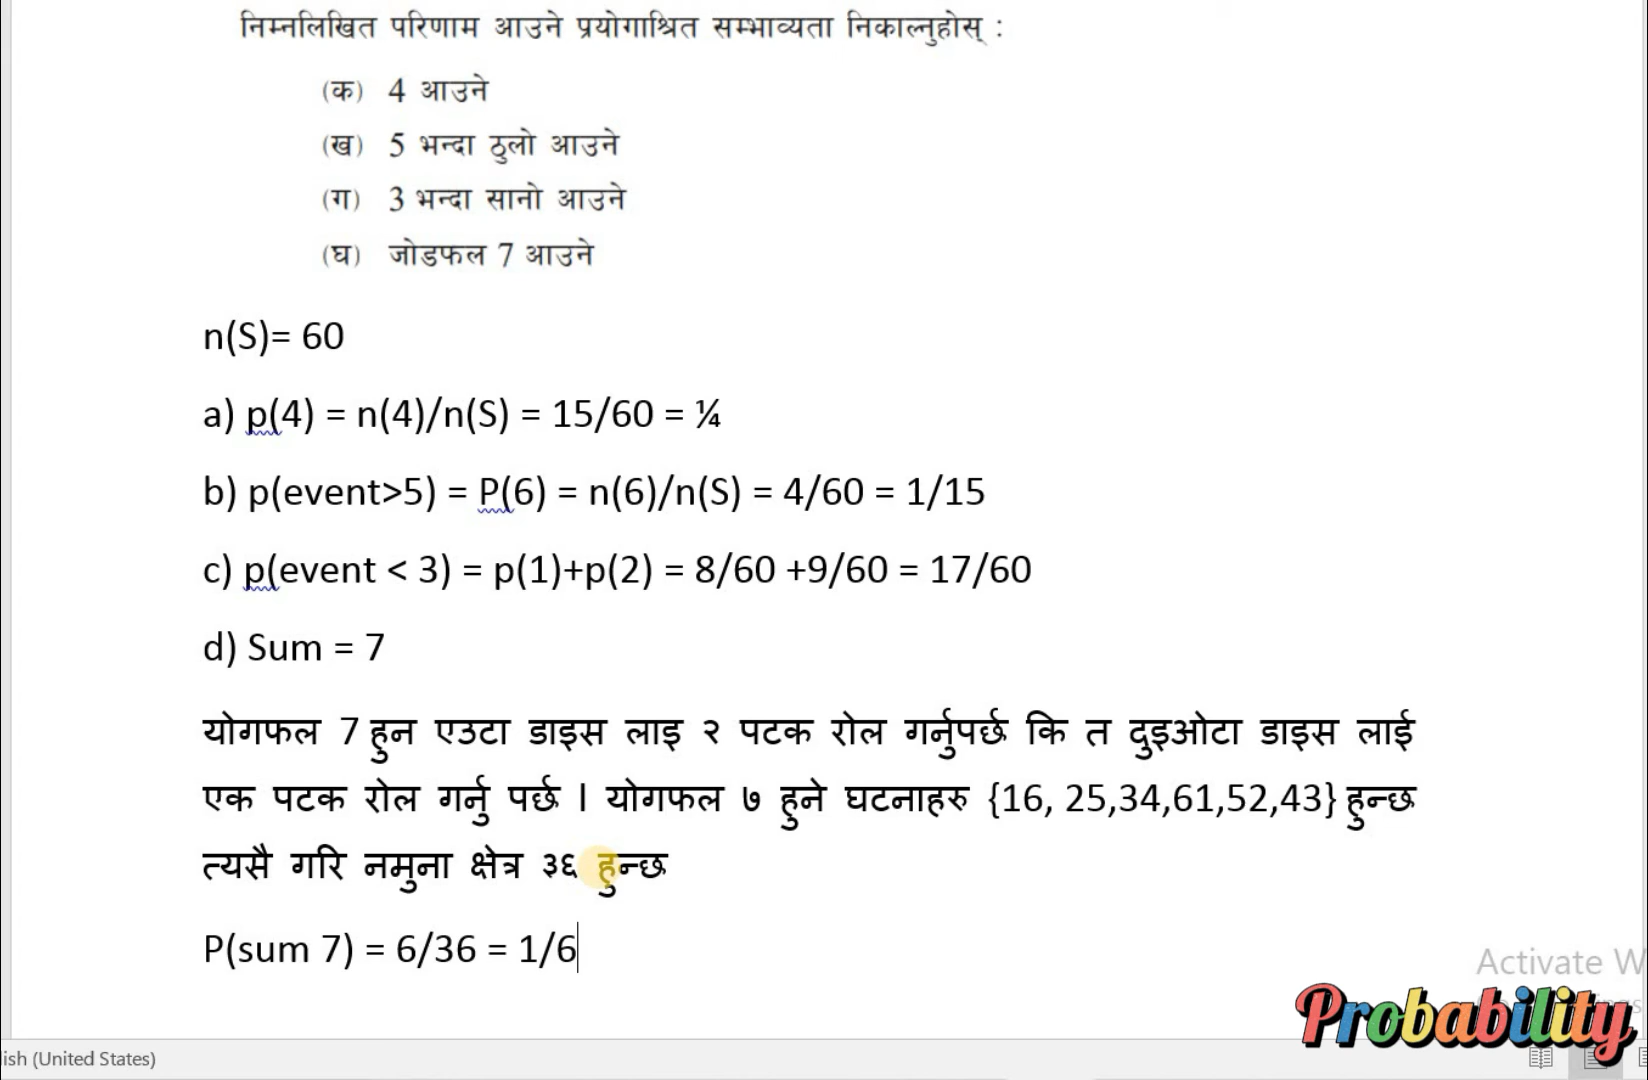 निम्नलिखित परिणाम आउने प्रयोगाश्रित सम्भाव्यता निकाल्नुहोस् :
(क) 4 आउने
(ख) 5 भन्दा ठुलो आउने
(ग) 3 भन्दा सानो आउने
(घ) जोडफल 7 आउने
n(S)= 60
a) p(4) = n(4)/n(S) = 15/60 = ¼
b) p(event>5) = P(6) = n(6)/n(S) = 4/60 = 1/15
c) p(event < 3) = p(1)+p(2) = 8/60 +9/60 = 17/60
d) Sum = 7
योगफल 7 हुन एउटा डाइस लाइ २ पटक रोल गर्नुपर्छ कि त दुइओटा डाइस लाई
एक पटक रोल गर्नु पर्छ । योगफल ७ हुने घटनाहरु {16, 25,34,61,52,43} हुन्छ
त्यसै गरि नमुना क्षेत्र ३६ हुन्छ
P(sum 7) = 6/36 = 1/6
Activate W
Probability
ish (United States)